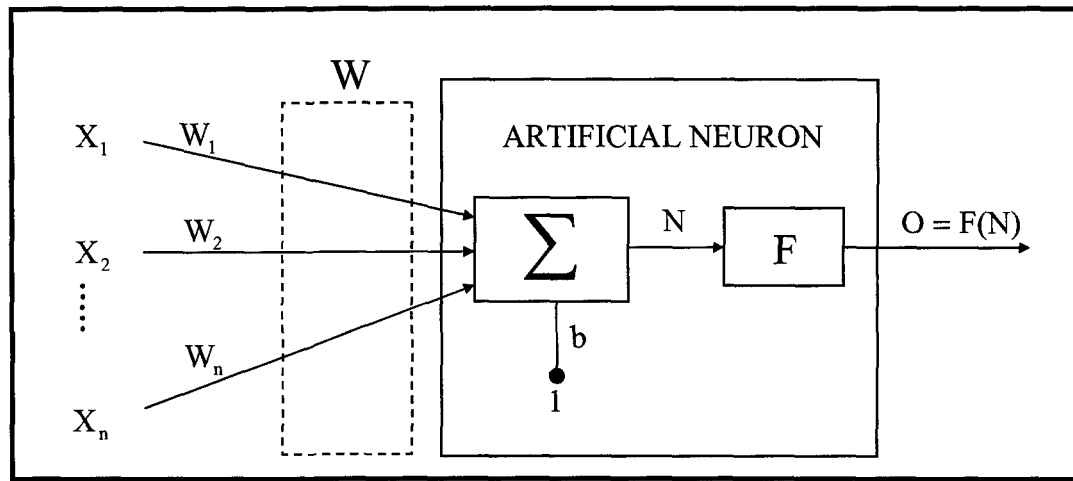 W
ARTIFICIAL NEURON
X1
W1
X2
W2
Σ
N
F
O = F(N)
b
1
Wn
Xn